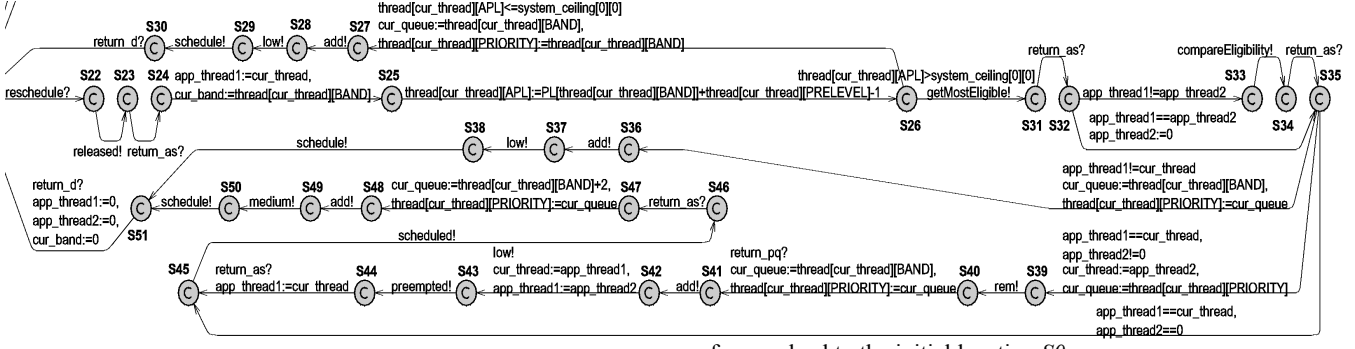 thread[cur_thread][APL]<=system_ceiling[0][0]
cur_queue:=thread[cur_thread][BAND],
thread[cur_thread][PRIORITY]:=thread[cur_thread][BAND]
S30 S29 S28 S27
return_d? schedule! low! add!
reschedule? S22 S23 S24
app_thread1:=cur_thread,
cur_band:=thread[cur_thread][BAND]
released! return_as?
S25
thread[cur_thread][APL]:=PL[thread[cur_thread][BAND]]+thread[cur_thread][PRELEVEL]-1
thread[cur_thread][APL]>system_ceiling[0][0]
S26
getMostEligible!
return_as?
S31 S32
app_thread1!=app_thread2
app_thread1==app_thread2
app_thread2:=0
compareEligibility! return_as?
S33 S34 S35
S38 S37 S36
schedule! low! add!
app_thread1!=cur_thread
cur_queue:=thread[cur_thread][BAND],
thread[cur_thread][PRIORITY]:=cur_queue
return_d?
app_thread1:=0,
app_thread2:=0,
cur_band:=0
S51 S50 S49 S48
schedule! medium! add!
cur_queue:=thread[cur_thread][BAND]+2,
thread[cur_thread][PRIORITY]:=cur_queue
S47 S46
return_as?
scheduled!
S45
return_as?
app_thread1:=cur_thread
S44 S43
preempted!
low!
cur_thread:=app_thread1,
app_thread1:=app_thread2
S42 S41
add!
return_pq?
cur_queue:=thread[cur_thread][BAND],
thread[cur_thread][PRIORITY]:=cur_queue
S40 S39
rem!
app_thread1==cur_thread,
app_thread2!=0
cur_thread:=app_thread2,
cur_queue:=thread[cur_thread][PRIORITY]
app_thread1==cur_thread,
app_thread2==0